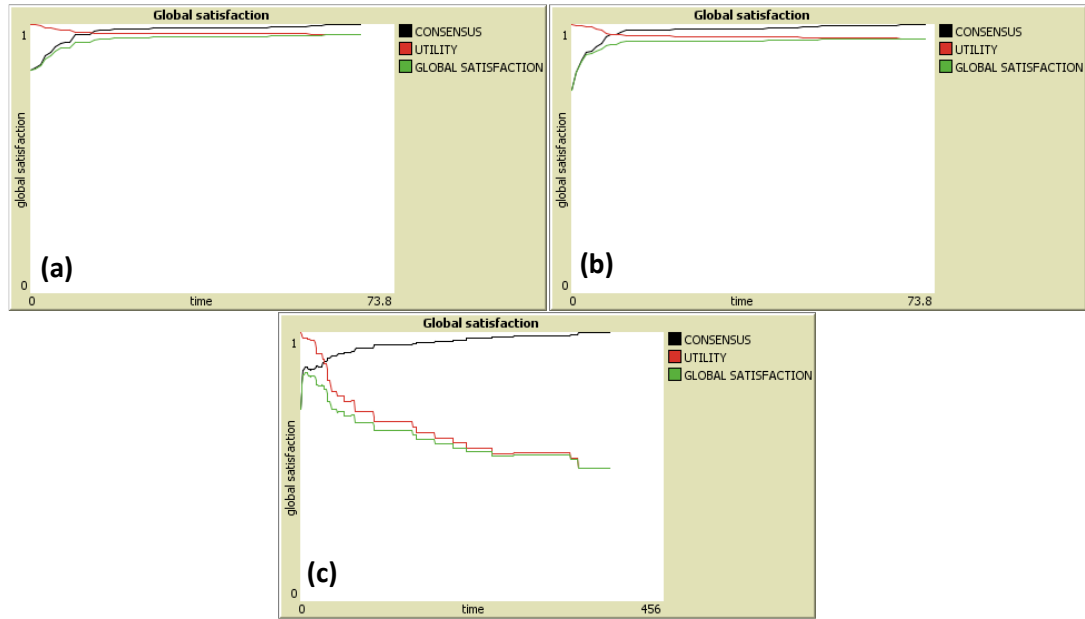 Global satisfaction
1
CONSENSUS
UTILITY
GLOBAL SATISFACTION
global satisfaction
(a)
0
0
time
73.8
Global satisfaction
1
CONSENSUS
UTILITY
GLOBAL SATISFACTION
global satisfaction
(b)
0
0
time
73.8
Global satisfaction
1
CONSENSUS
UTILITY
GLOBAL SATISFACTION
global satisfaction
(c)
0
0
time
456